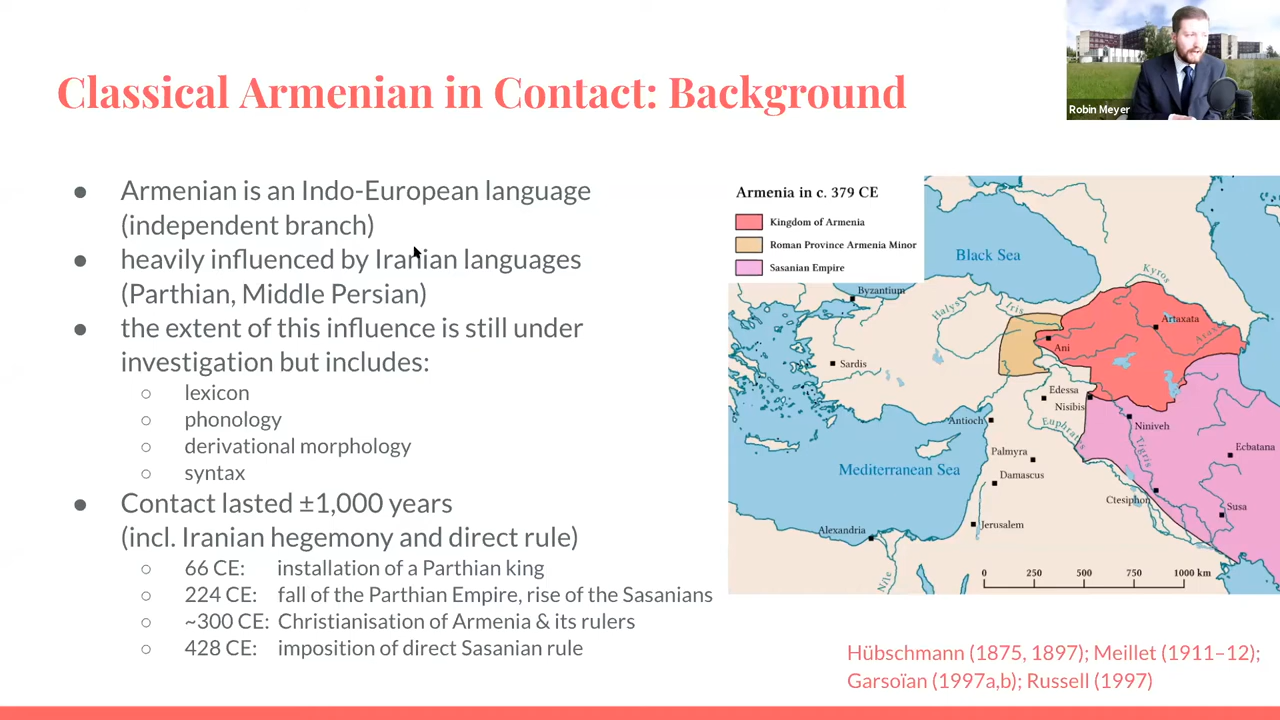 Classical Armenian in Contact: Background
Robin Meyer
● Armenian is an Indo-European language
(independent branch)
● heavily influenced by Iranian languages
(Parthian, Middle Persian)
● the extent of this influence is still under
investigation but includes:
○ lexicon
○ phonology
○ derivational morphology
○ syntax
● Contact lasted ±1,000 years
(incl. Iranian hegemony and direct rule)
○ 66 CE: installation of a Parthian king
○ 224 CE: fall of the Parthian Empire, rise of the Sasanians
○ ~300 CE: Christianisation of Armenia & its rulers
○ 428 CE: imposition of direct Sasanian rule
Armenia in c. 379 CE
Kingdom of Armenia
Roman Province Armenia Minor
Sasanian Empire
Black Sea
Kyros
Byzantium
Halys
Iris
Artaxata
Ani
Sardis
Edessa
Nisibis
Antioch
Euphrates
Niniveh
Tigris
Ecbatana
Palmyra
Mediterranean Sea
Damascus
Ctesiphon
Susa
Alexandria
Jerusalem
Nile
0 250 500 750 1000 km
Hübschmann (1875, 1897); Meillet (1911–12);
Garsoïan (1997a,b); Russell (1997)